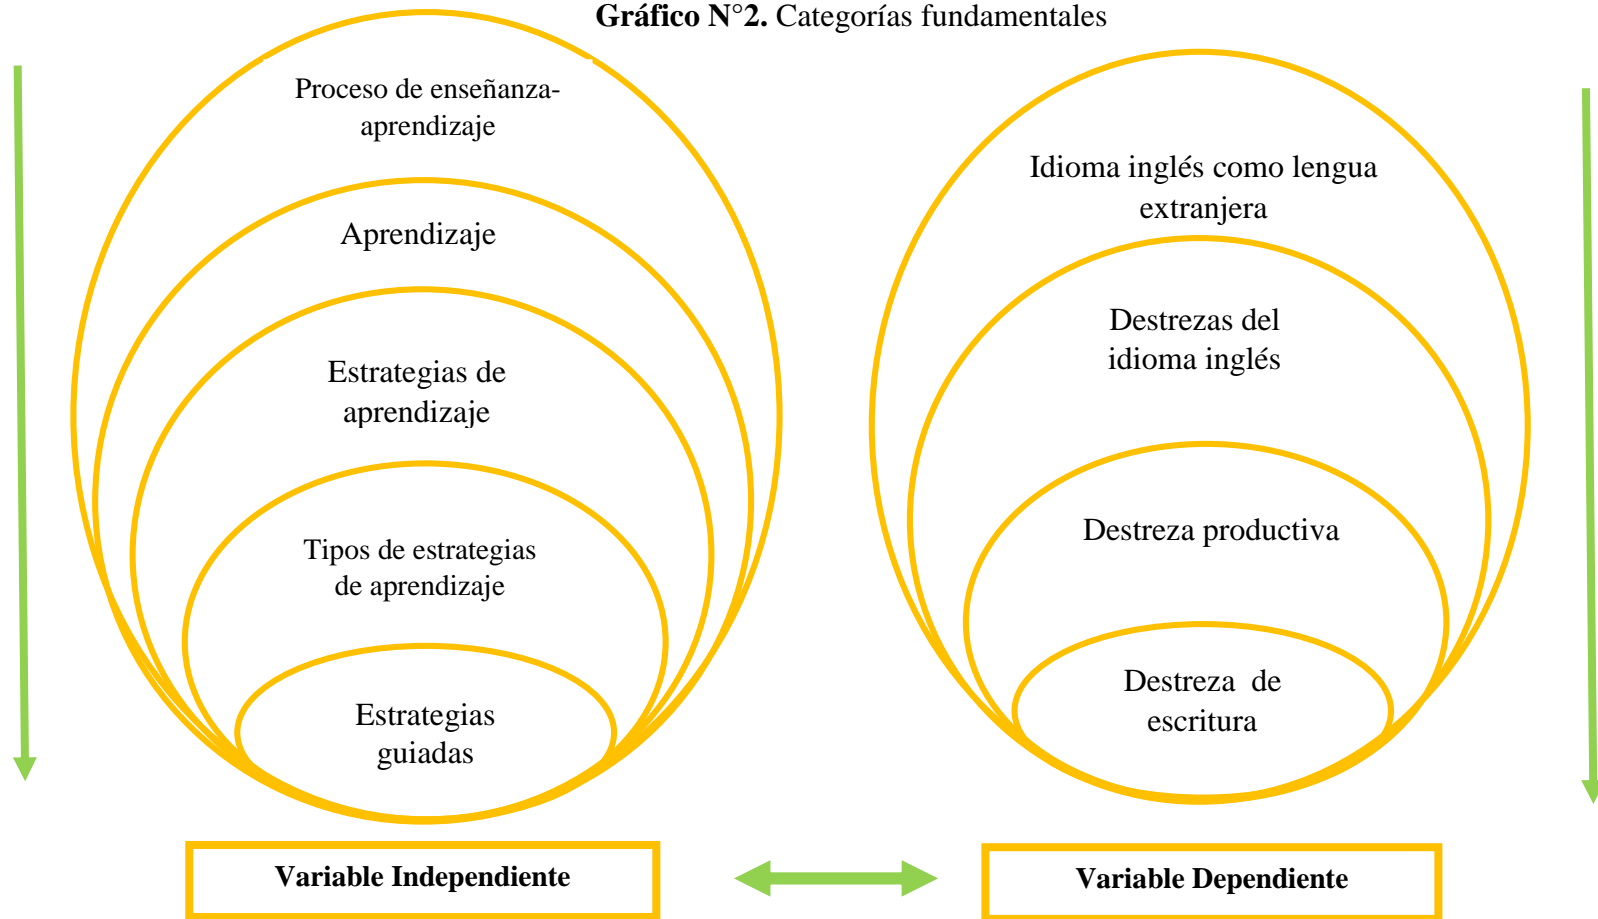 Gráfico N°2. Categorías fundamentales
Proceso de enseñanza-
aprendizaje
Aprendizaje
Estrategias de
aprendizaje
Tipos de estrategias
de aprendizaje
Estrategias
guiadas
Variable Independiente
Idioma inglés como lengua
extranjera
Destrezas del
idioma inglés
Destreza productiva
Destreza de
escritura
Variable Dependiente